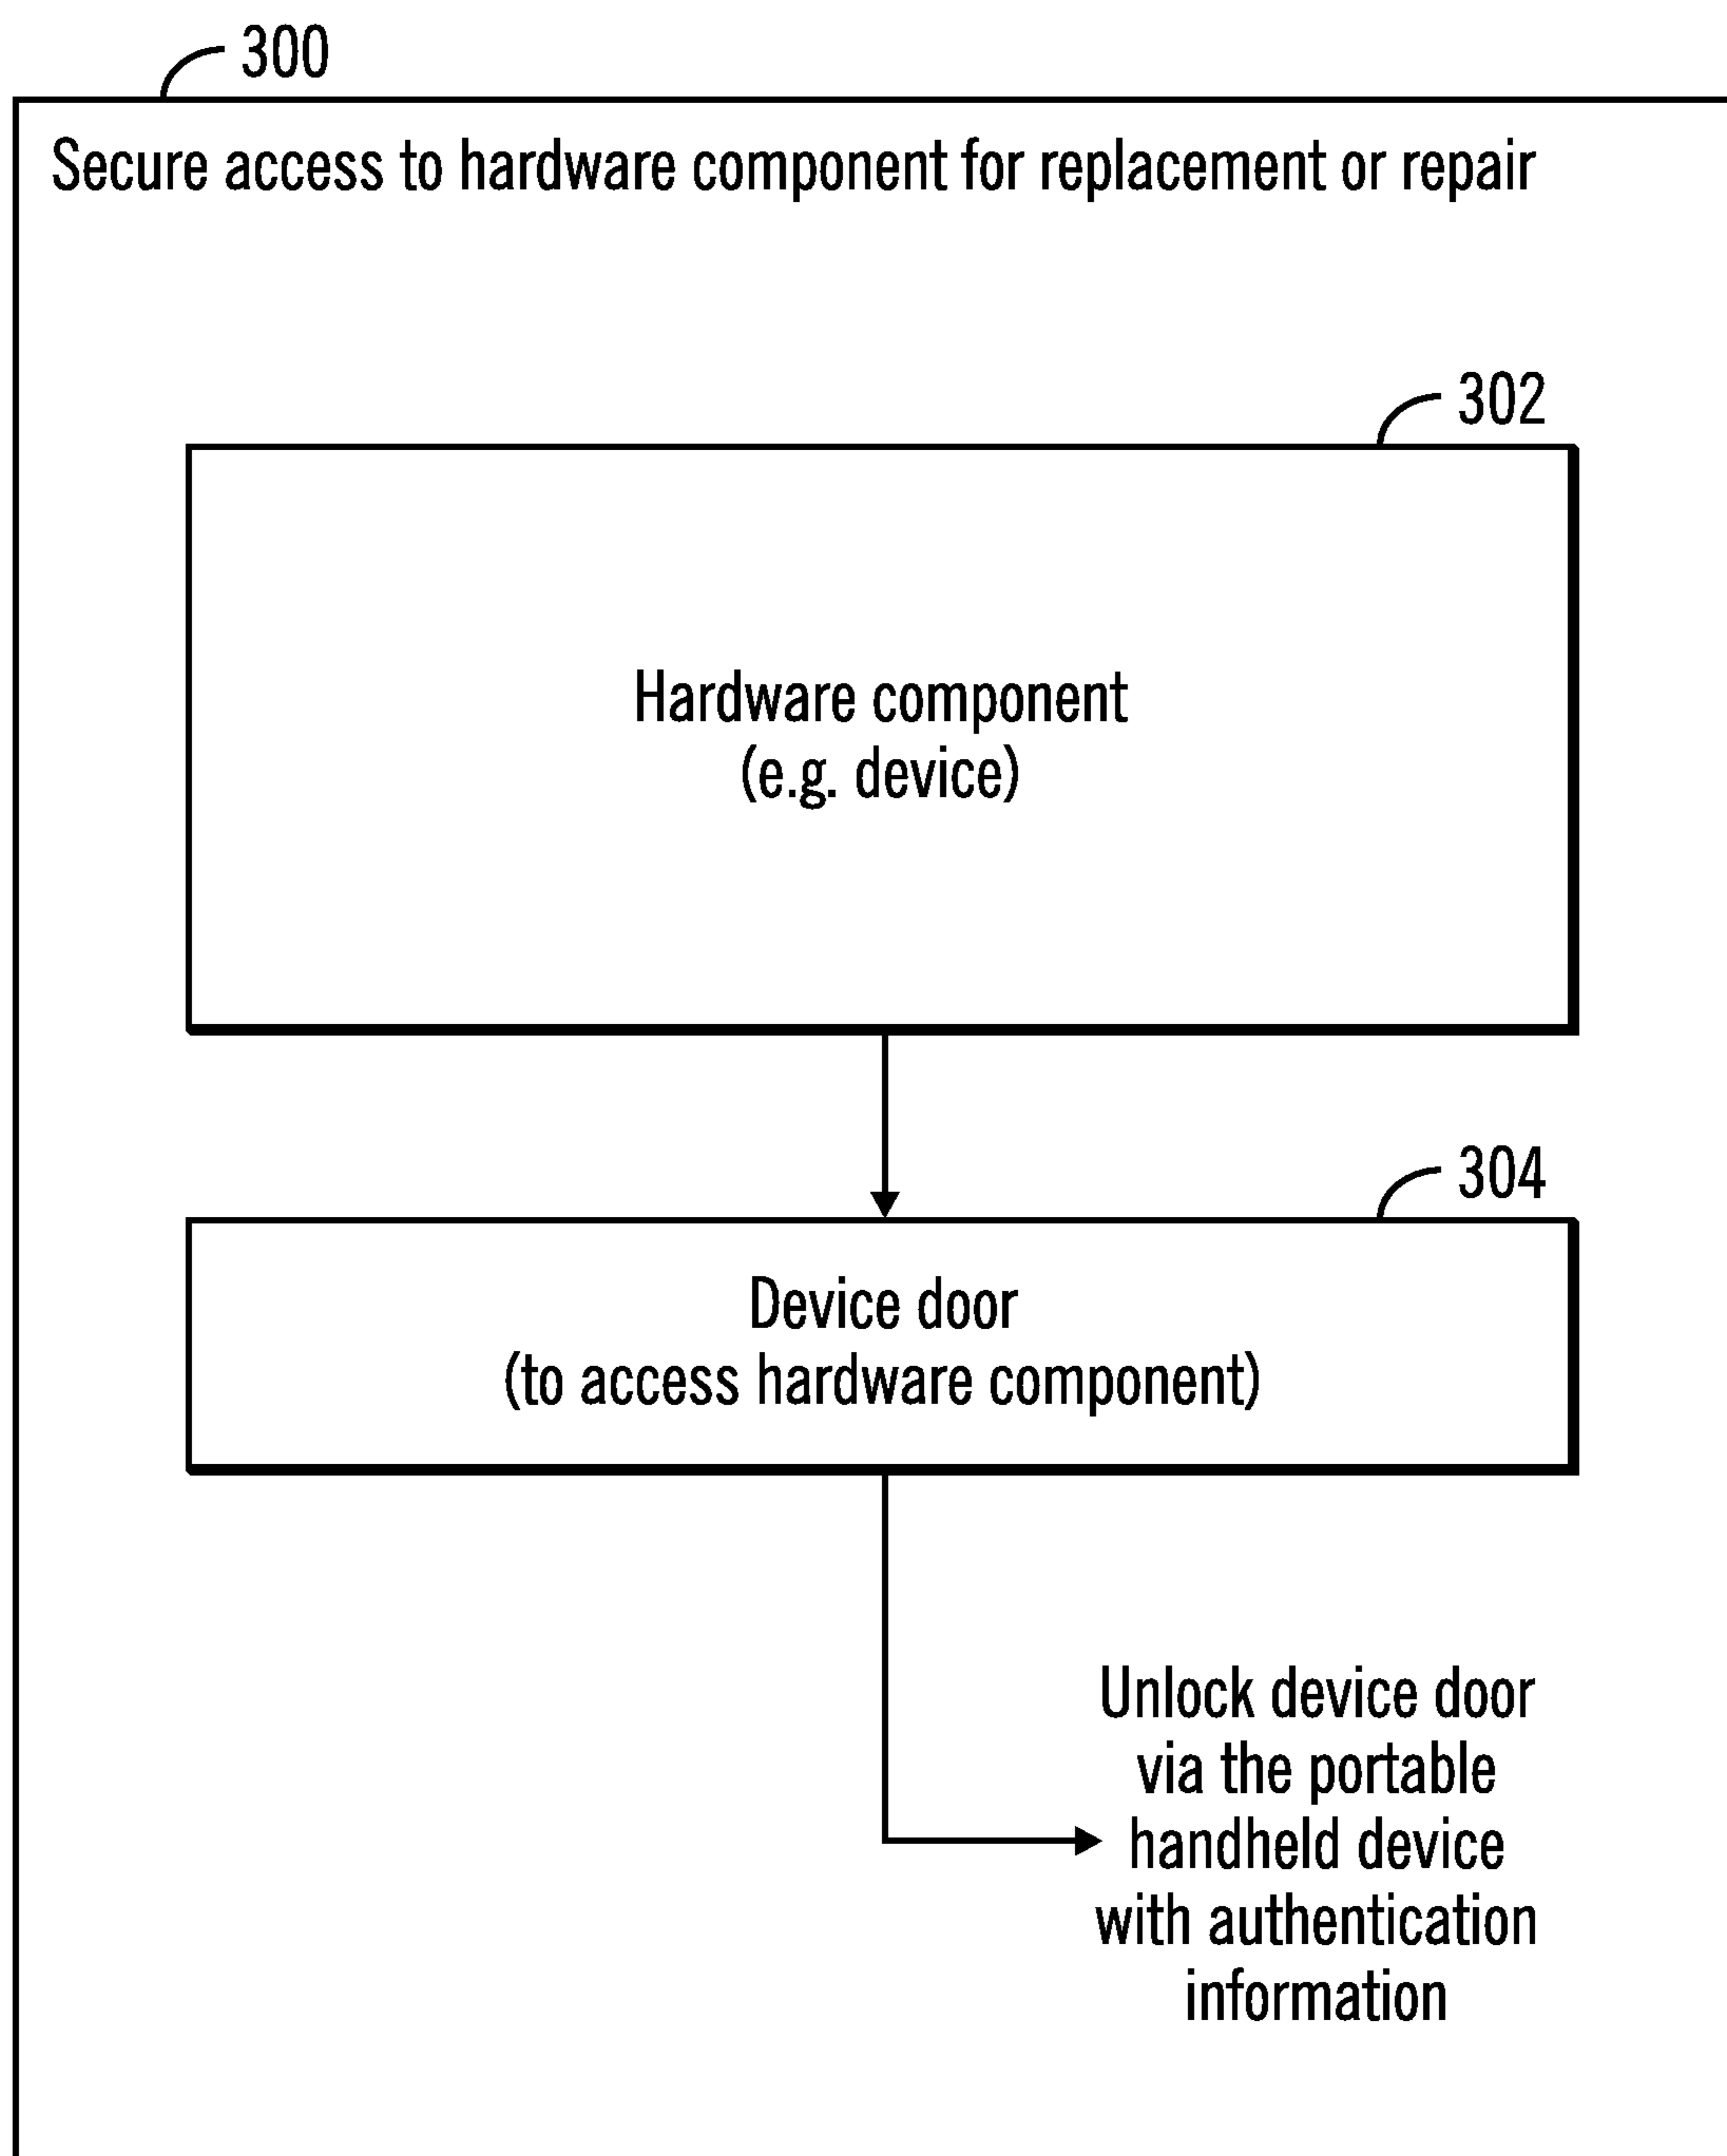 300
Secure access to hardware component for replacement or repair
302
Hardware component
(e.g. device)
304
Device door
(to access hardware component)
Unlock device door
via the portable
handheld device
with authentication
information